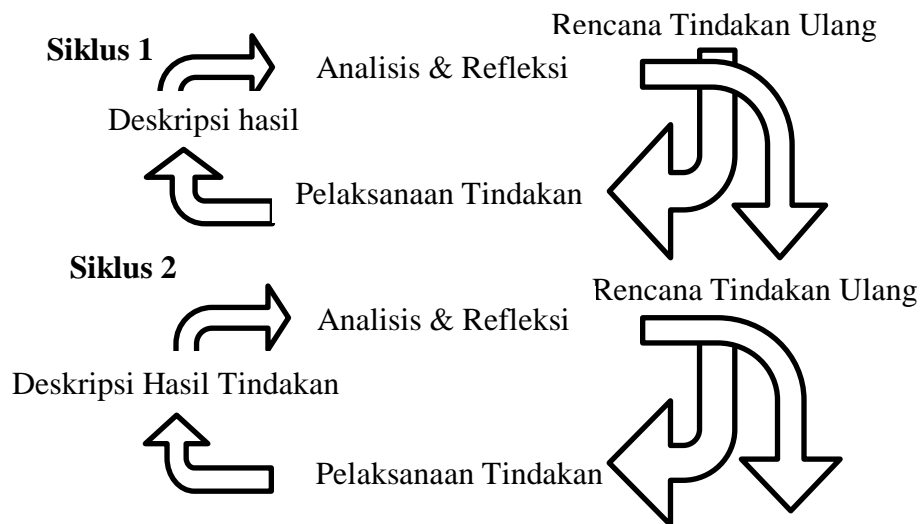 Rencana Tindakan Ulang
Siklus 1
Analisis & Refleksi
Deskripsi hasil
Pelaksanaan Tindakan
Siklus 2
Rencana Tindakan Ulang
Analisis & Refleksi
Deskripsi Hasil Tindakan
Pelaksanaan Tindakan